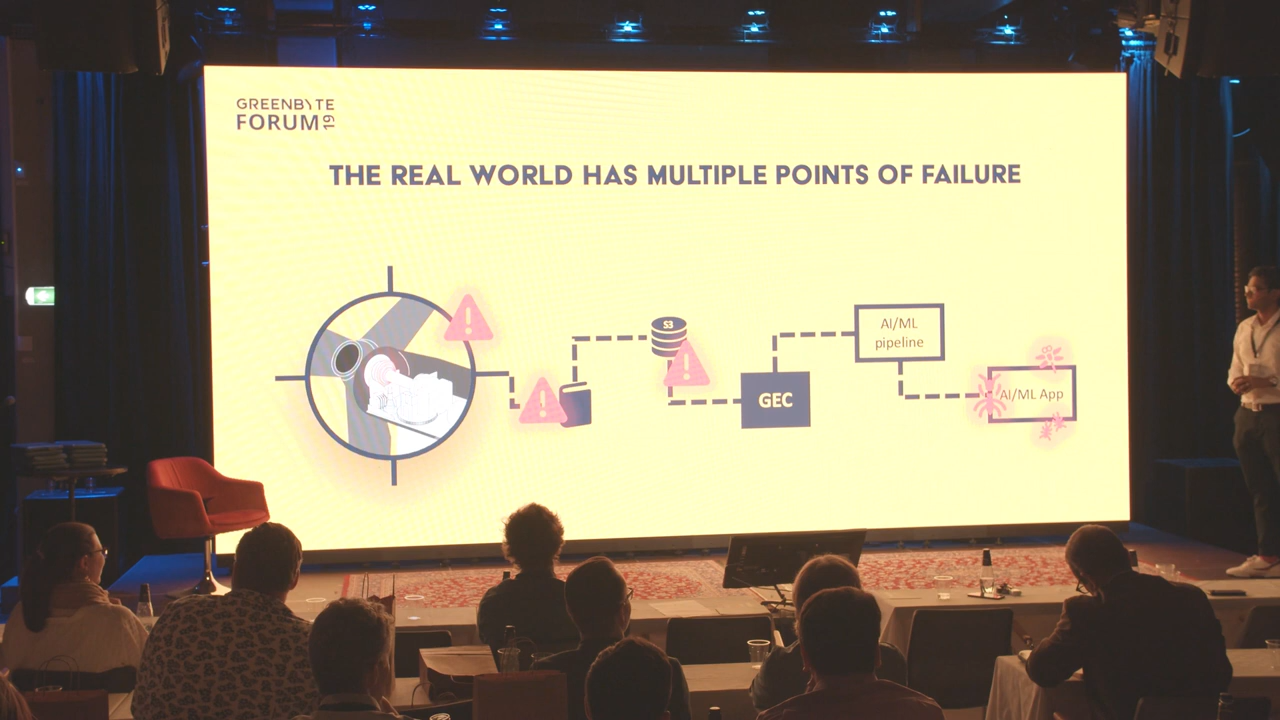 GREENBYTE
FORUM 19
THE REAL WORLD HAS MULTIPLE POINTS OF FAILURE
S3
AI/ML
pipeline
GEC
AI/ML App